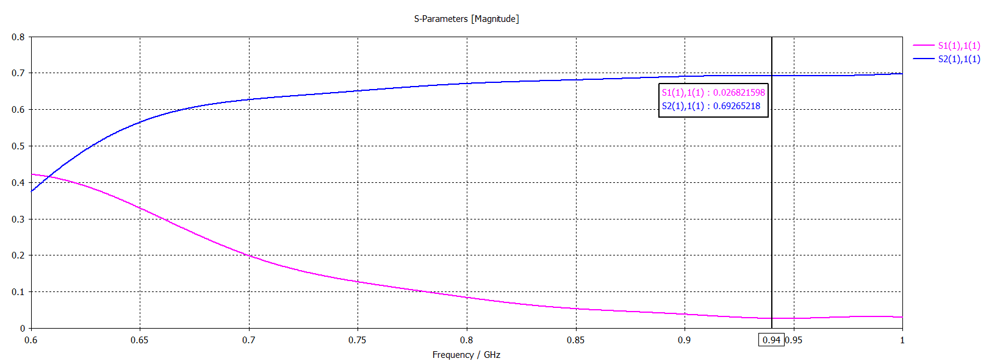 S-Parameters [Magnitude]
0.8
0.7
0.6
0.5
0.4
0.3
0.2
0.1
0
S1(1),1(1)
S2(1),1(1)
S1(1),1(1) : 0.026821598
S2(1),1(1) : 0.69265218
0.6 0.65 0.7 0.75 0.8 0.85 0.9 0.94 0.95 1
Frequency / GHz